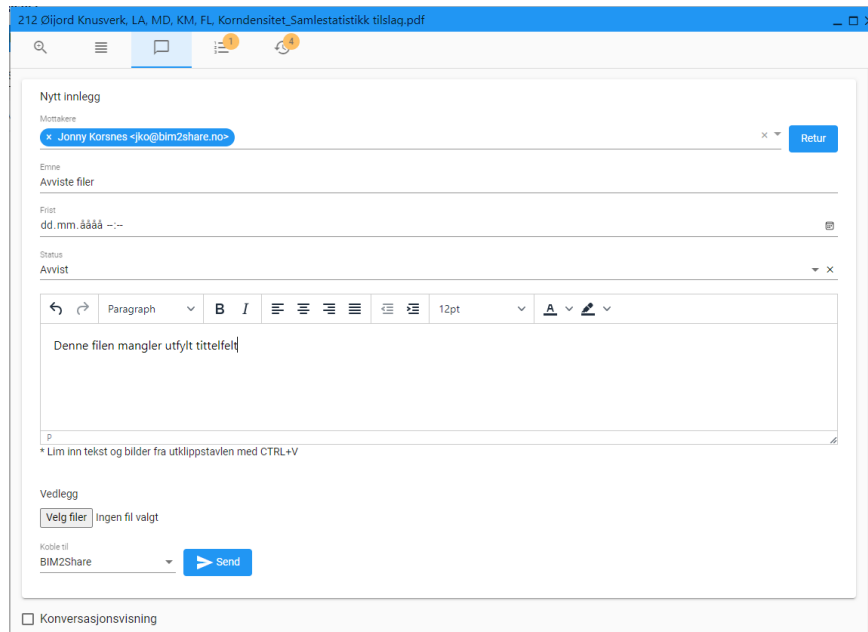 212 Øijord Knusverk, LA, MD, KM, FL, Korndensitet_Samlestatistikk tilslag.pdf
1
4
Nytt innlegg
Mottakere
× Jonny Korsnes <jko@bim2share.no>
Retur
Emne
Avviste filer
Frist
dd.mm.åååå --:--
Status
Avvist
Paragraph B I 12pt A
Denne filen mangler utfylt tittelfelt
P
* Lim inn tekst og bilder fra utklippstavlen med CTRL+V
Vedlegg
Velg filer Ingen fil valgt
Koble til
BIM2Share
Send
Konversasjonsvisning